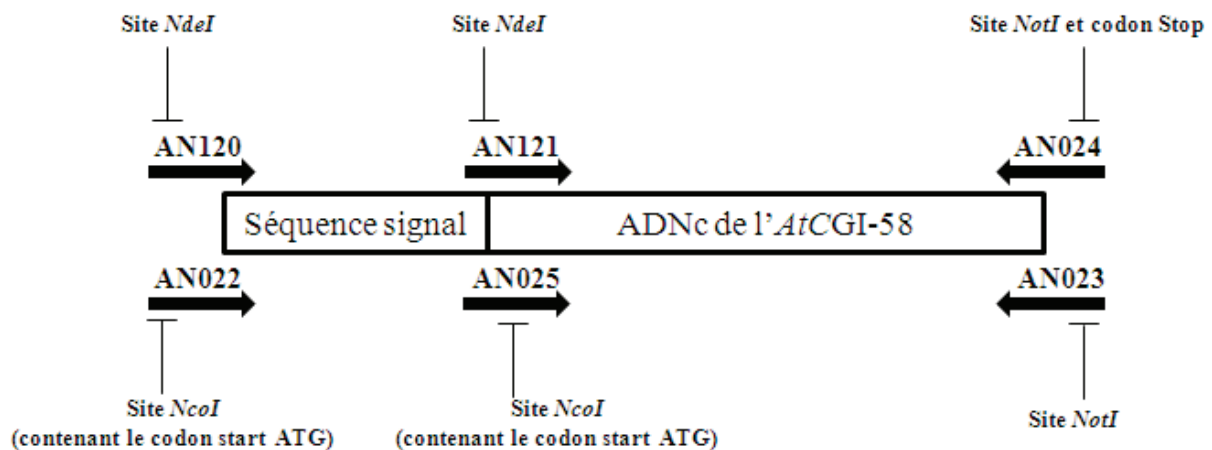 Site NdeI
Site NdeI
Site NotI et codon Stop
AN120
AN121
AN024
Séquence signal
ADNc de l'AtCGI-58
AN022
AN025
AN023
Site NcoI
(contenant le codon start ATG)
Site NcoI
(contenant le codon start ATG)
Site NotI